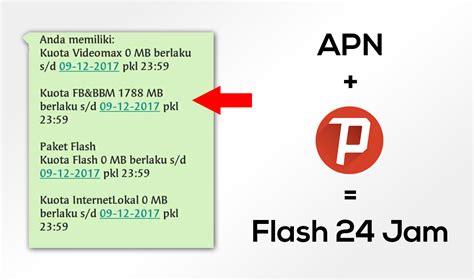 Anda memiliki:
Kuota Videomax 0 MB berlaku
s/d 09-12-2017 pkl 23:59
Kuota FB&BBM 1788 MB
berlaku s/d 09-12-2017 pkl
23:59
Paket Flash
Kuota Flash 0 MB berlaku s/d
09-12-2017 pkl 23:59
Kuota InternetLokal 0 MB
berlaku s/d 09-12-2017 pkl
23:59
APN
+
P
=
Flash 24 Jam